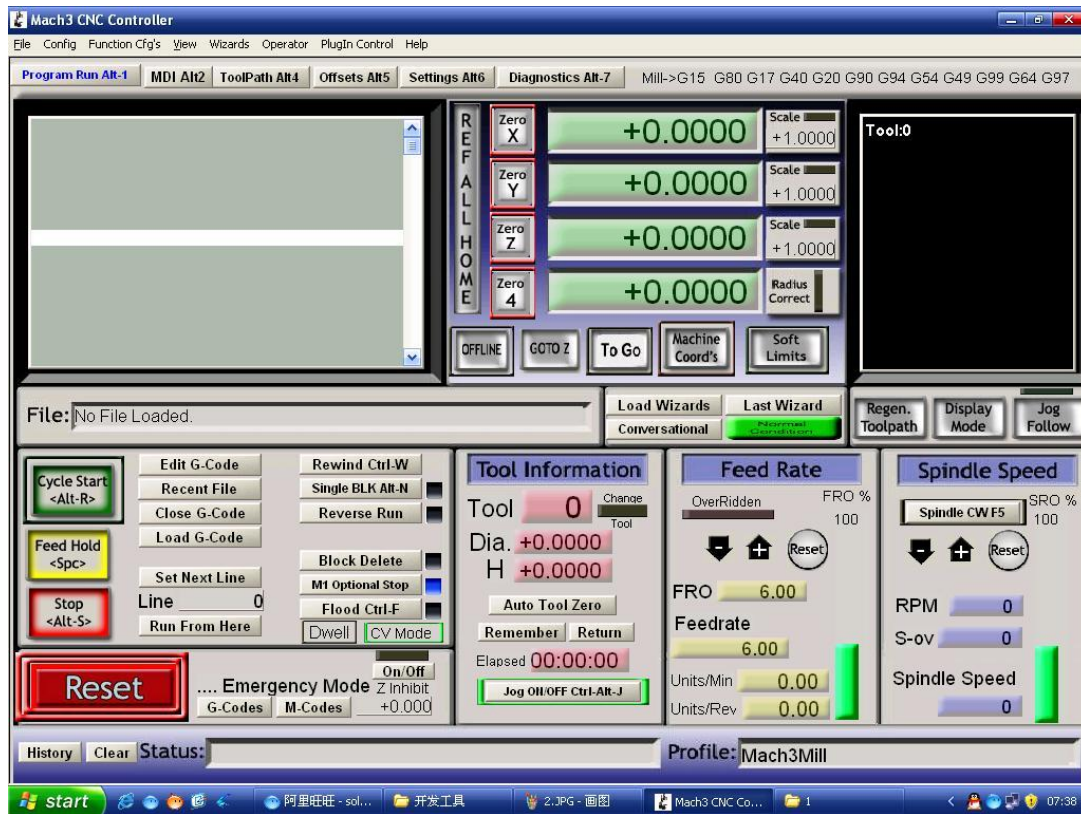 Mach3 CNC Controller
File Config Function Cfg's View Wizards Operator PlugIn Control Help
Program Run Alt-1 MDI Alt2 ToolPath Alt4 Offsets Alt5 Settings Alt6 Diagnostics Alt-7 Mill->G15 G80 G17 G40 G20 G90 G94 G54 G49 G99 G64 G97
REF ALL HOME
Zero X +0.0000 Scale +1.0000
Zero Y +0.0000 Scale +1.0000
Zero Z +0.0000 Scale +1.0000
Zero 4 +0.0000 Radius Correct
OFFLINE GOTO Z To Go Machine Coord's Soft Limits
Tool:0
File: No File Loaded.
Load Wizards Last Wizard
Conversational Normal Condition
Regen. Toolpath Display Mode Jog Follow
Cycle Start <Alt-R>
Feed Hold <Spc>
Stop <Alt-S>
Edit G-Code
Recent File
Close G-Code
Load G-Code
Set Next Line
Line 0
Run From Here
Rewind Ctrl-W
Single BLK Alt-N
Reverse Run
Block Delete
M1 Optional Stop
Flood Ctrl-F
Dwell CV Mode
Reset .... Emergency Mode
G-Codes M-Codes
On/Off
Z Inhibit
+0.000
Tool Information
Tool 0 Change Tool
Dia. +0.0000
H +0.0000
Auto Tool Zero
Remember Return
Elapsed 00:00:00
Jog ON/OFF Ctrl-Alt-J
Feed Rate
OverRidden FRO %
100
Reset
FRO 6.00
Feedrate
6.00
Units/Min 0.00
Units/Rev 0.00
Spindle Speed
Spindle CW F5 SRO %
100
Reset
RPM 0
S-ov 0
Spindle Speed
0
History Clear Status: Profile: Mach3Mill
start 阿里旺旺 - sol... 开发工具 2.JPG - 画图 Mach3 CNC Co... 1 07:38